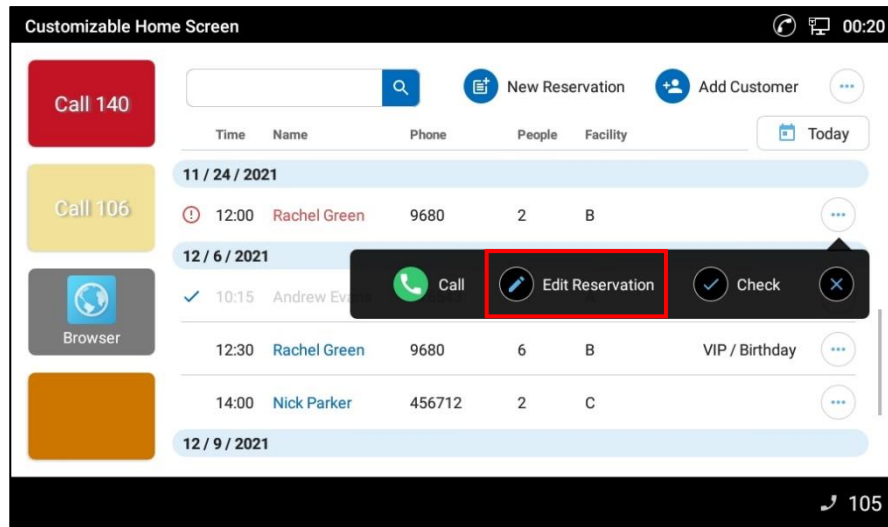 Customizable Home Screen 00:20
Call 140
New Reservation Add Customer
Time Name Phone People Facility Today
11 / 24 / 2021
Call 106
12:00 Rachel Green 9680 2 B
12 / 6 / 2021
Call Edit Reservation Check
10:15 Andrew
Browser
12:30 Rachel Green 9680 6 B VIP / Birthday
14:00 Nick Parker 456712 2 C
12 / 9 / 2021
105